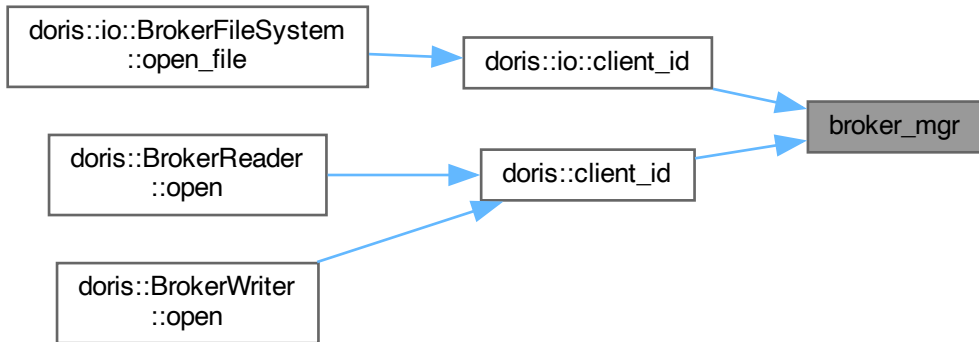 doris::io::BrokerFileSystem
::open_file
doris::io::client_id
broker_mgr
doris::BrokerReader
::open
doris::client_id
doris::BrokerWriter
::open